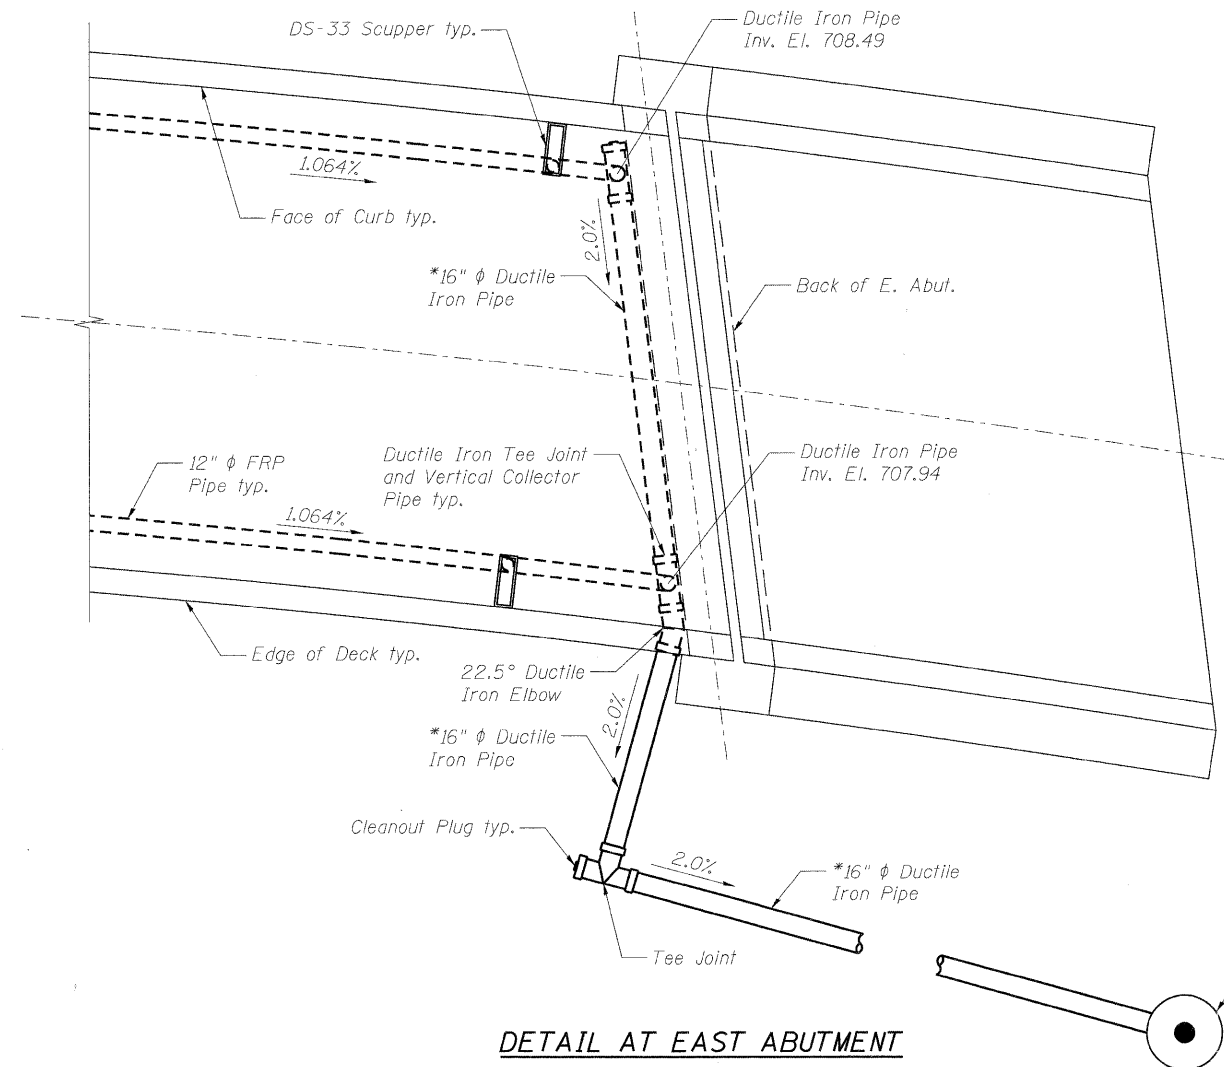 DS-33 Scupper typ.
Ductile Iron Pipe
Inv. El. 708.49
1.064%
Face of Curb typ.
2.0%
*16" ϕ Ductile
Iron Pipe
Back of E. Abut.
12" ϕ FRP
Pipe typ.
Ductile Iron Tee Joint
and Vertical Collector
Pipe typ.
Ductile Iron Pipe
Inv. El. 707.94
1.064%
Edge of Deck typ.
22.5° Ductile
Iron Elbow
2.0%
*16" ϕ Ductile
Iron Pipe
Cleanout Plug typ.
2.0%
*16" ϕ Ductile
Iron Pipe
Tee Joint
DETAIL AT EAST ABUTMENT